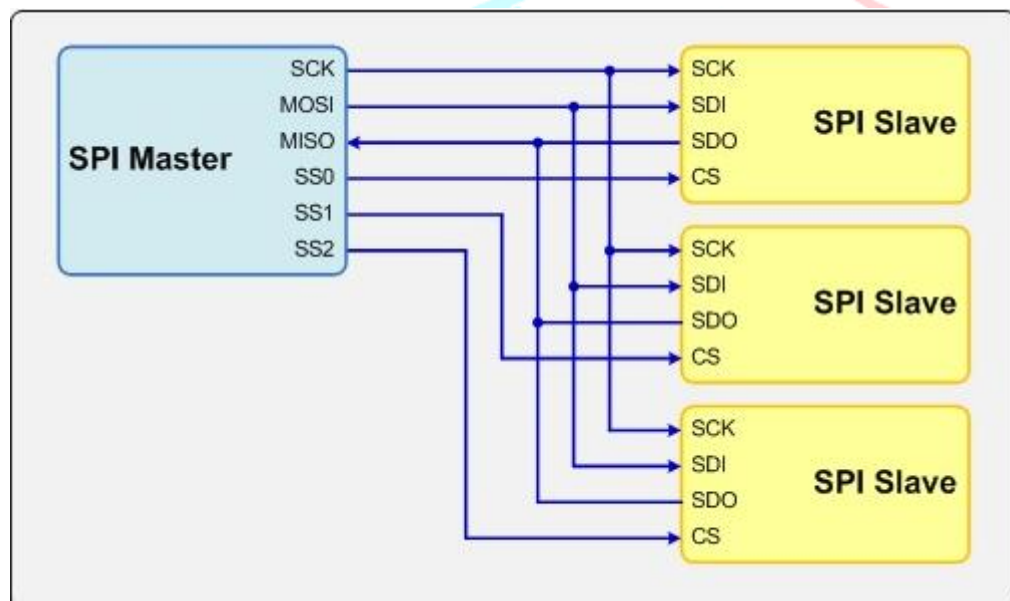 SPI Master
SCK
MOSI
MISO
SS0
SS1
SS2
SCK
SDI
SDO
CS
SPI Slave
SCK
SDI
SDO
CS
SPI Slave
SCK
SDI
SDO
CS
SPI Slave